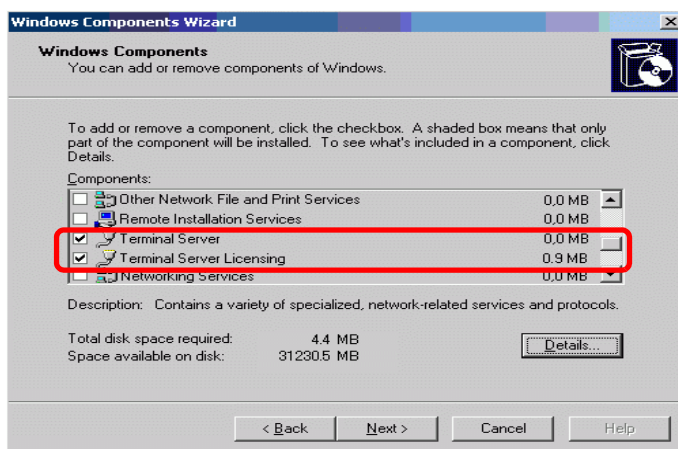 Windows Components Wizard
Windows Components
You can add or remove components of Windows.
To add or remove a component, click the checkbox. A shaded box means that only
part of the component will be installed. To see what's included in a component, click
Details.
Components:
Other Network File and Print Services 0,0 MB
Remote Installation Services 0,0 MB
Terminal Server 0,0 MB
Terminal Server Licensing 0.9 MB
Networking Services 0,0 MB
Description: Contains a variety of specialized, network-related services and protocols.
Total disk space required: 4.4 MB
Space available on disk: 31230.5 MB
Details...
< Back Next > Cancel Help